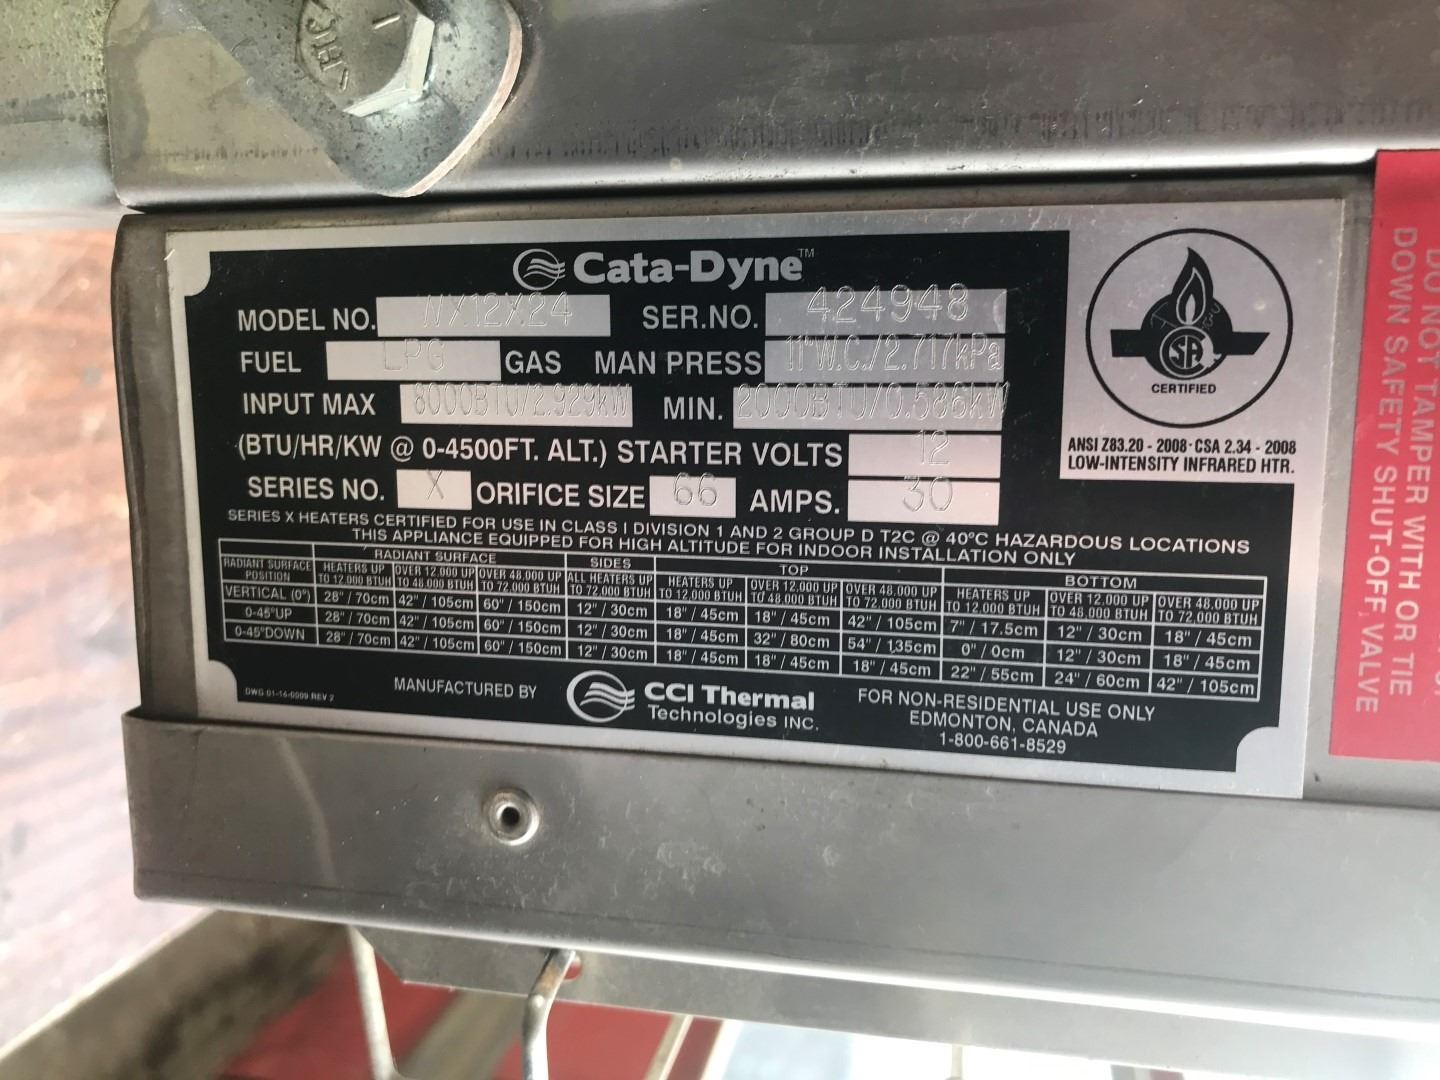 Cata-Dyne™
MODEL NO. WX12X24 SER.NO. 424948
FUEL LPG GAS MAN PRESS 11"W.C./2.717kPa
INPUT MAX 8000BTU/2.929kW MIN. 2000BTU/0.586kW
(BTU/HR/KW @ 0-4500FT. ALT.) STARTER VOLTS 12
SERIES NO. X ORIFICE SIZE 66 AMPS. 30
SERIES X HEATERS CERTIFIED FOR USE IN CLASS I DIVISION 1 AND 2 GROUP D T2C @ 40°C HAZARDOUS LOCATIONS
THIS APPLIANCE EQUIPPED FOR HIGH ALTITUDE FOR INDOOR INSTALLATION ONLY
RADIANT SURFACE POSITION RADIANT SURFACE SIDES TOP BOTTOM
HEATERS UP TO 12,000 BTUH OVER 12,000 UP TO 48,000 BTUH OVER 48,000 UP TO 72,000 BTUH ALL HEATERS UP TO 72,000 BTUH HEATERS UP TO 12,000 BTUH OVER 12,000 UP TO 48,000 BTUH OVER 48,000 UP TO 72,000 BTUH HEATERS UP TO 12,000 BTUH OVER 12,000 UP TO 48,000 BTUH OVER 48,000 UP TO 72,000 BTUH
VERTICAL (0°) 28" / 70cm 42" / 105cm 60" / 150cm 12" / 30cm 18" / 45cm 18" / 45cm 42" / 105cm 7" / 17.5cm 12" / 30cm 18" / 45cm
0-45°UP 28" / 70cm 42" / 105cm 60" / 150cm 12" / 30cm 18" / 45cm 32" / 80cm 54" / 135cm 0" / 0cm 12" / 30cm 18" / 45cm
0-45°DOWN 28" / 70cm 42" / 105cm 60" / 150cm 12" / 30cm 18" / 45cm 18" / 45cm 18" / 45cm 22" / 55cm 24" / 60cm 42" / 105cm
DWG 01-14-0009 REV 2
MANUFACTURED BY
CCI Thermal
Technologies INC.
FOR NON-RESIDENTIAL USE ONLY
EDMONTON, CANADA
1-800-661-8529
CERTIFIED
ANSI Z83.20 - 2008 · CSA 2.34 - 2008
LOW-INTENSITY INFRARED HTR.
DO NOT TAMPER WITH OR TIE
DOWN SAFETY SHUT-OFF VALVE